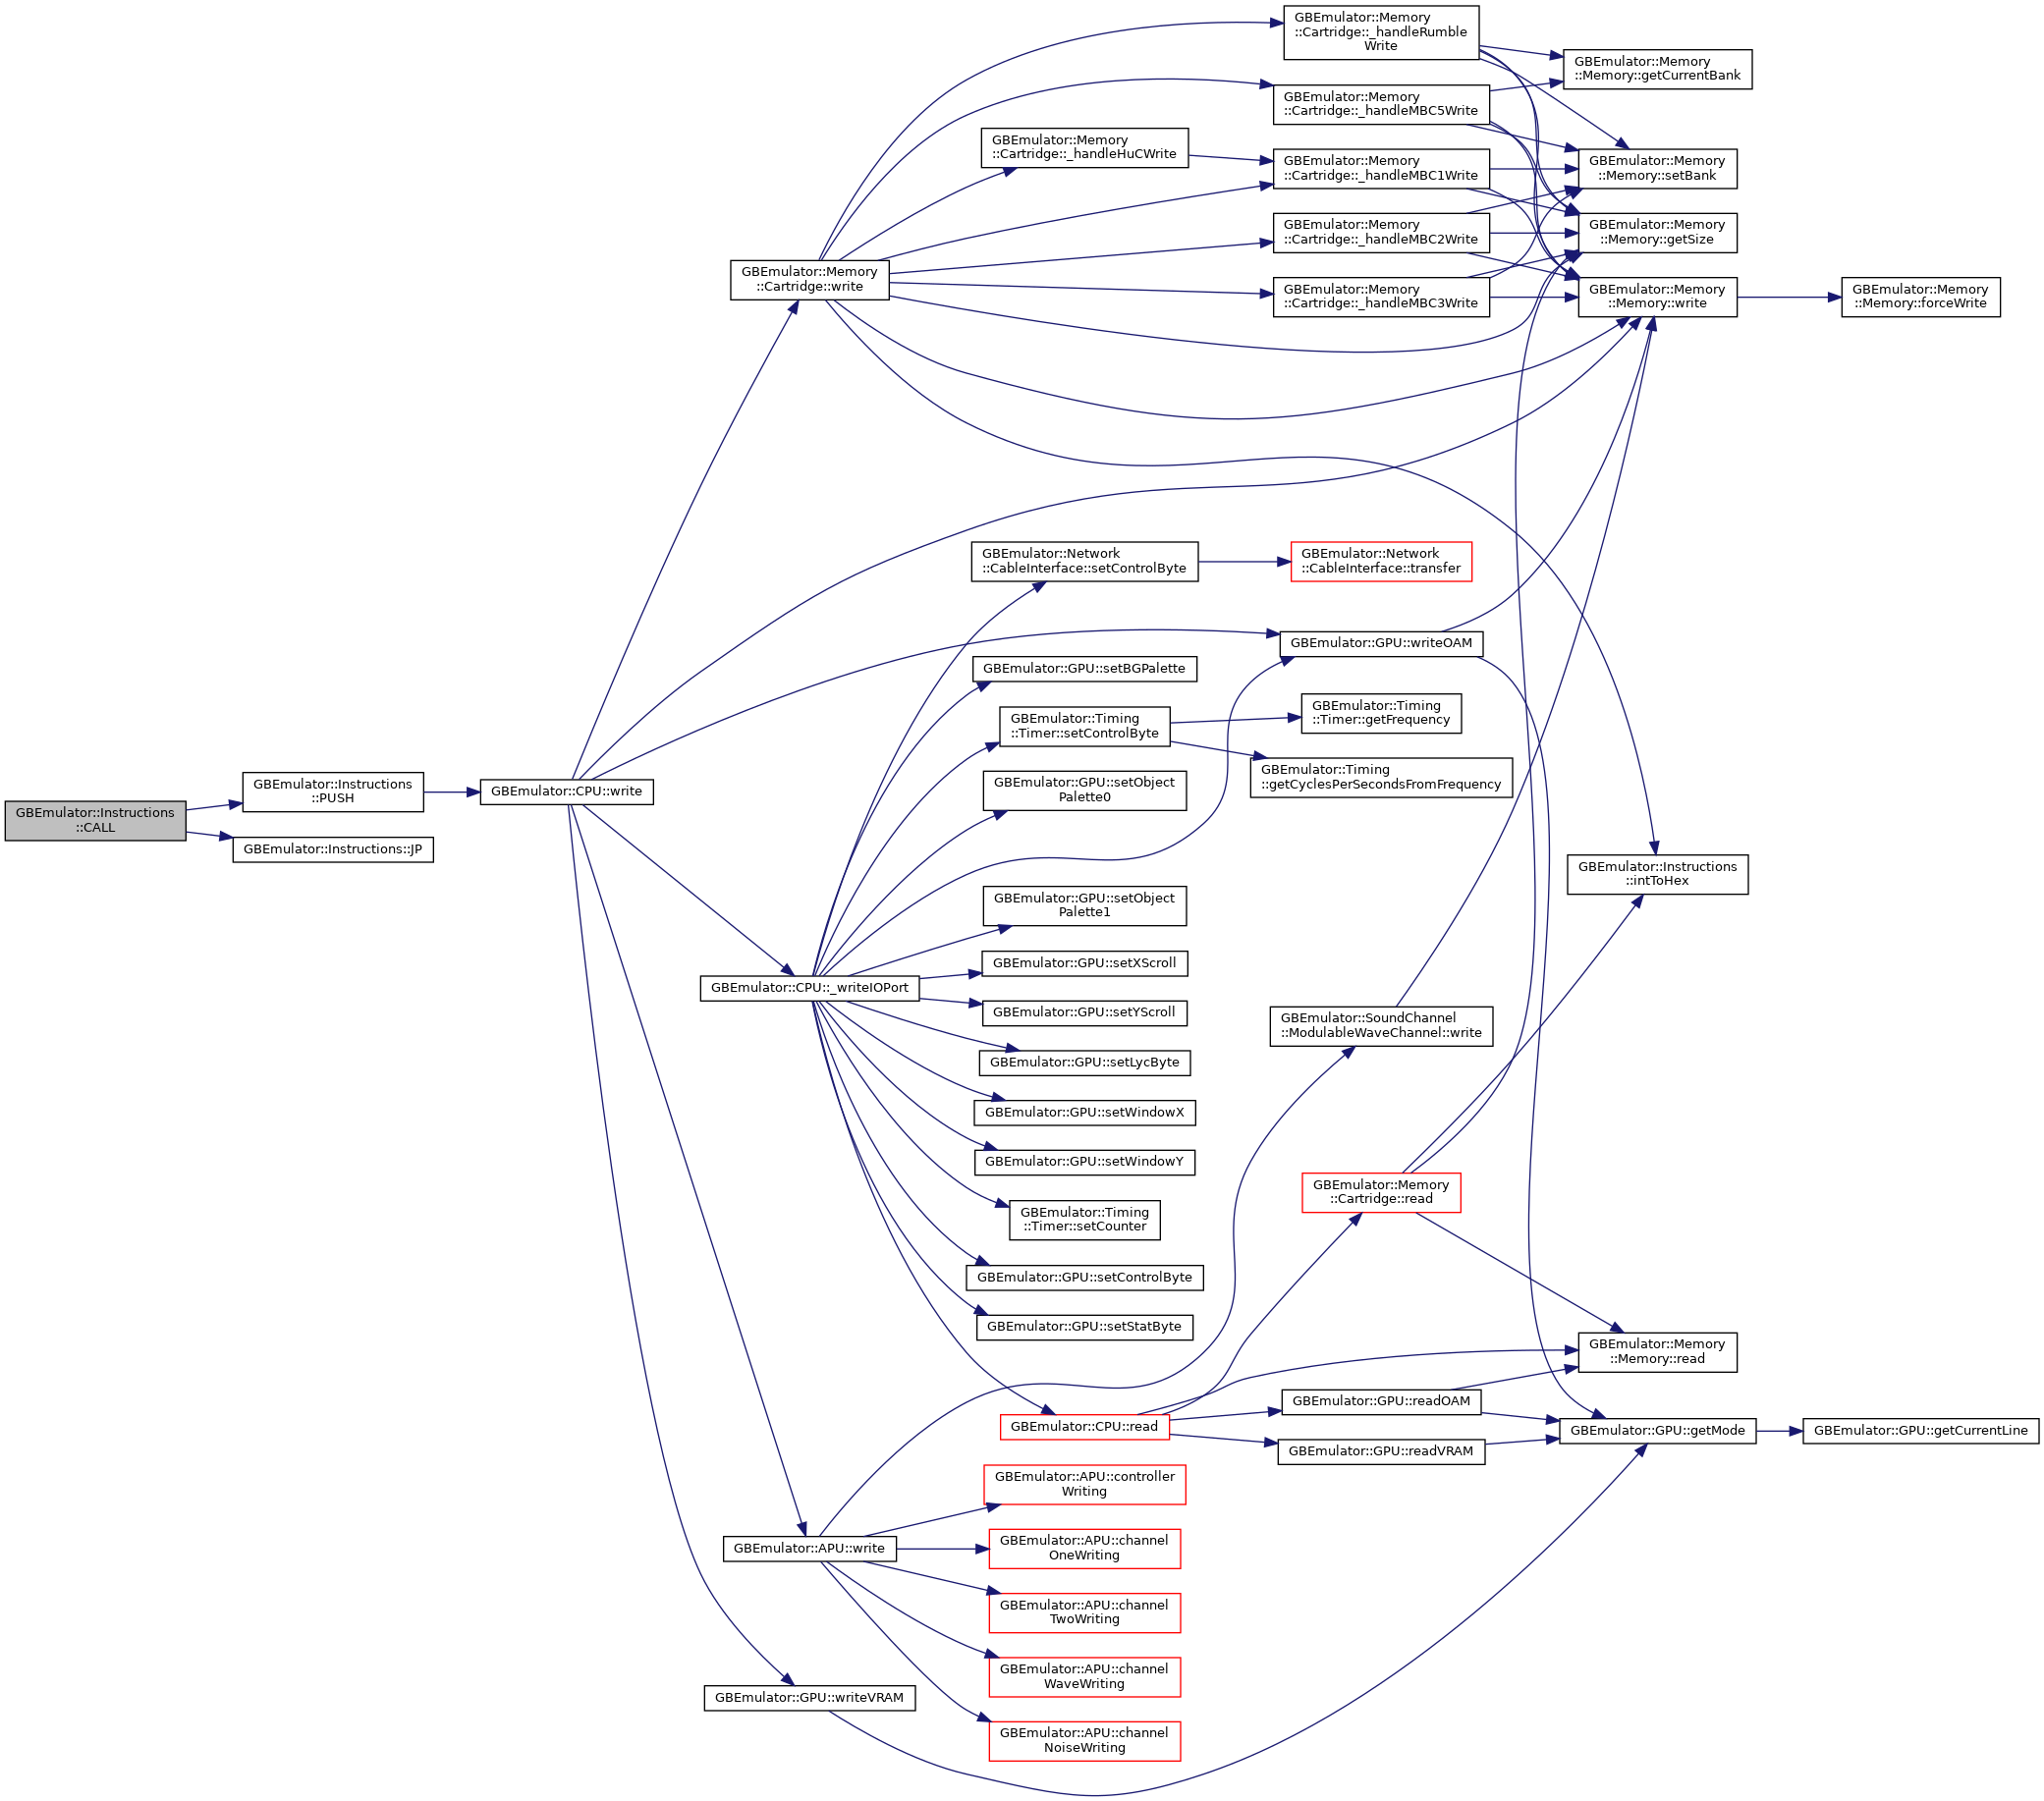 GBEmulator::Instructions
::CALL
GBEmulator::Instructions
::PUSH
GBEmulator::Instructions::JP
GBEmulator::CPU::write
GBEmulator::Memory
::Cartridge::write
GBEmulator::CPU::_writeIOPort
GBEmulator::APU::write
GBEmulator::GPU::writeVRAM
GBEmulator::Memory
::Cartridge::_handleHuCWrite
GBEmulator::Network
::CableInterface::setControlByte
GBEmulator::GPU::setBGPalette
GBEmulator::Timing
::Timer::setControlByte
GBEmulator::GPU::setObject
Palette0
GBEmulator::GPU::setObject
Palette1
GBEmulator::GPU::setXScroll
GBEmulator::GPU::setYScroll
GBEmulator::GPU::setLycByte
GBEmulator::GPU::setWindowX
GBEmulator::GPU::setWindowY
GBEmulator::Timing
::Timer::setCounter
GBEmulator::GPU::setControlByte
GBEmulator::GPU::setStatByte
GBEmulator::CPU::read
GBEmulator::APU::controller
Writing
GBEmulator::APU::channel
OneWriting
GBEmulator::APU::channel
TwoWriting
GBEmulator::APU::channel
WaveWriting
GBEmulator::APU::channel
NoiseWriting
GBEmulator::Memory
::Cartridge::_handleRumble
Write
GBEmulator::Memory
::Cartridge::_handleMBC5Write
GBEmulator::Memory
::Cartridge::_handleMBC1Write
GBEmulator::Memory
::Cartridge::_handleMBC2Write
GBEmulator::Memory
::Cartridge::_handleMBC3Write
GBEmulator::Network
::CableInterface::transfer
GBEmulator::GPU::writeOAM
GBEmulator::Timing
::Timer::getFrequency
GBEmulator::Timing
::getCyclesPerSecondsFromFrequency
GBEmulator::SoundChannel
::ModulableWaveChannel::write
GBEmulator::Memory
::Cartridge::read
GBEmulator::GPU::readOAM
GBEmulator::GPU::readVRAM
GBEmulator::Memory
::Memory::getCurrentBank
GBEmulator::Memory
::Memory::setBank
GBEmulator::Memory
::Memory::getSize
GBEmulator::Memory
::Memory::write
GBEmulator::Instructions
::intToHex
GBEmulator::Memory
::Memory::read
GBEmulator::GPU::getMode
GBEmulator::Memory
::Memory::forceWrite
GBEmulator::GPU::getCurrentLine